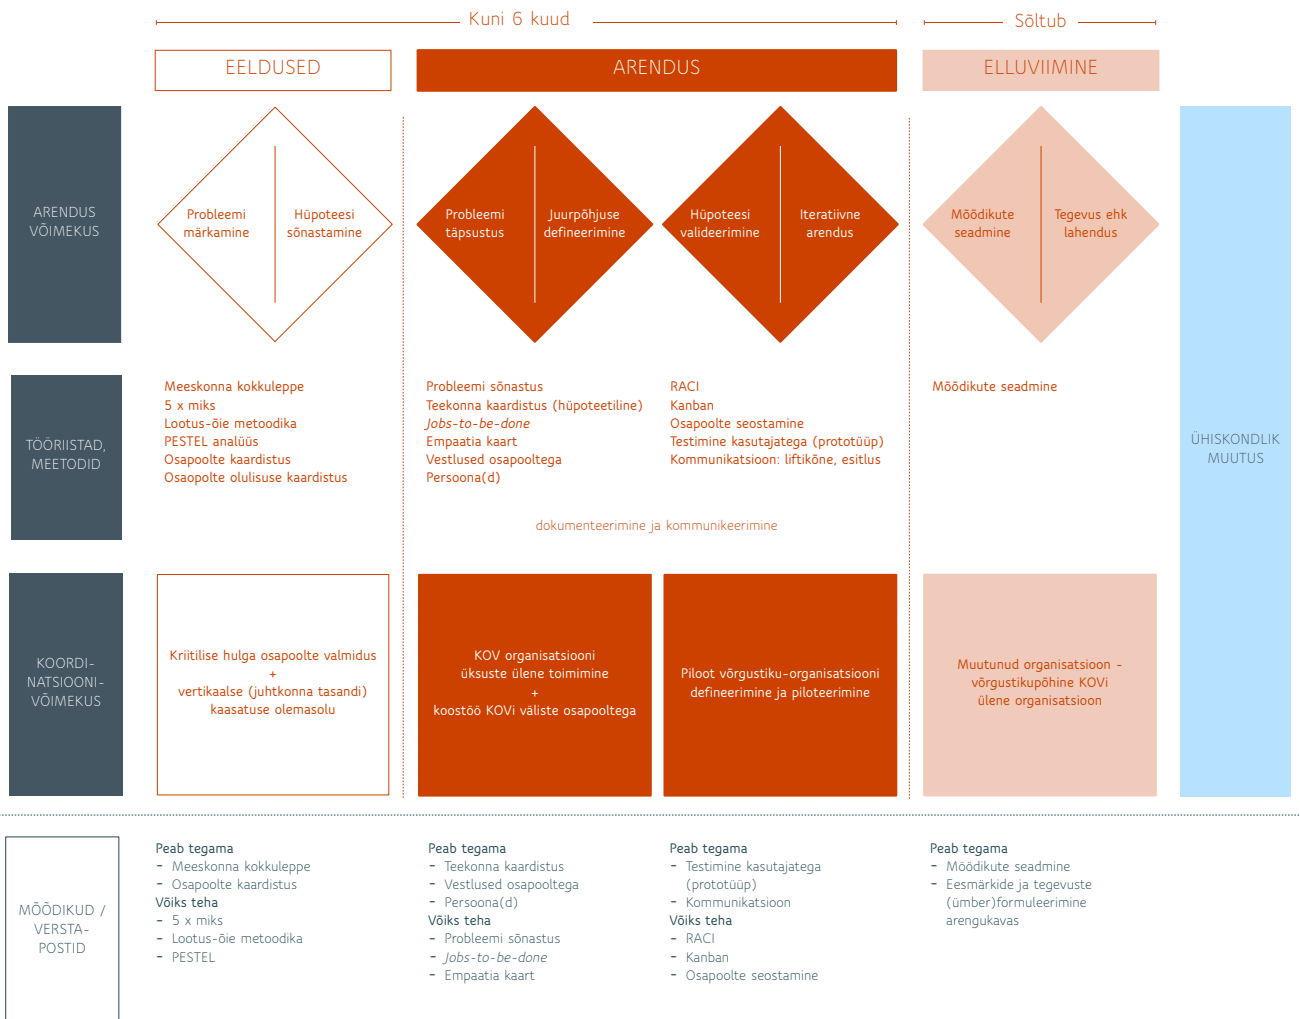 Kuni 6 kuud
Sõltub
EELDUSED
ARENDUS
ELLUVIIMINE
ARENDUS
VÕIMEKUS
Probleemi
märkamine
Hüpoteesi
sõnastamine
Probleemi
täpsustus
Juurpõhjuse
defineerimine
Hüpoteesi
valideerimine
Iteratiivne
arendus
Mõõdikute
seadmine
Tegevus ehk
lahendus
TÖÖRIISTAD,
MEETODID
Meeskonna kokkuleppe
5 x miks
Lootus-õie metoodika
PESTEL analüüs
Osapoolte kaardistus
Osaopolte olulisuse kaardistus
Probleemi sõnastus
Teekonna kaardistus (hüpoteetiline)
Jobs-to-be-done
Empaatia kaart
Vestlused osapooltega
Persoona(d)
RACI
Kanban
Osapoolte seostamine
Testimine kasutajatega (prototüüp)
Kommunikatsioon: liftikõne, esitlus
Mõõdikute seadmine
dokumenteerimine ja kommunikeerimine
ÜHISKONDLIK
MUUTUS
KOORDI-
NATSIOONI-
VÕIMEKUS
Kriitilise hulga osapoolte valmidus
+
vertikaalse (juhtkonna tasandi)
kaasatuse olemasolu
KOV organisatsiooni
üksuste ülene toimimine
+
koostöö KOVi väliste osapooltega
Piloot võrgustiku-organisatsiooni
defineerimine ja piloteerimine
Muutunud organisatsioon -
võrgustikupõhine KOVi
ülene organisatsioon
MÕÕDIKUD /
VERSTA-
POSTID
Peab tegama
- Meeskonna kokkuleppe
- Osapoolte kaardistus
Võiks teha
- 5 x miks
- Lootus-õie metoodika
- PESTEL
Peab tegama
- Teekonna kaardistus
- Vestlused osapooltega
- Persoona(d)
Võiks teha
- Probleemi sõnastus
- Jobs-to-be-done
- Empaatia kaart
Peab tegama
- Testimine kasutajatega
(prototüüp)
- Kommunikatsioon
Võiks teha
- RACI
- Kanban
- Osapoolte seostamine
Peab tegama
- Möödikute seadmine
- Eesmärkide ja tegevuste
(ümber)formuleerimine
arengukavas